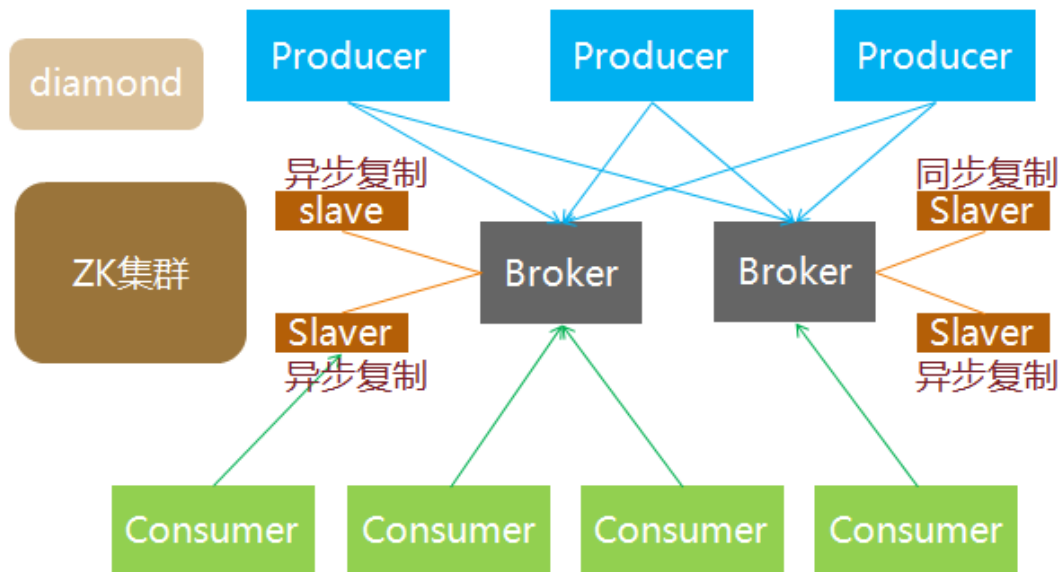 Producer
Producer
Producer
diamond
异步复制
同步复制
slave
Slaver
ZK集群
Broker
Broker
Slaver
Slaver
异步复制
异步复制
Consumer
Consumer
Consumer
Consumer